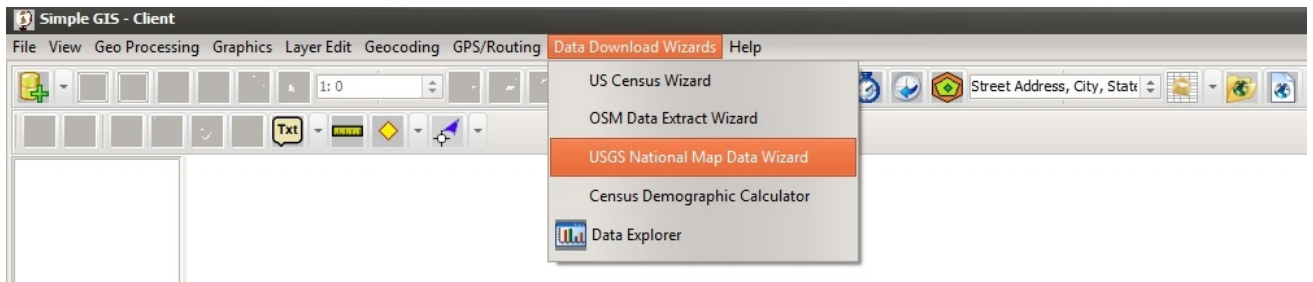 Simple GIS - Client
File View Geo Processing Graphics Layer Edit Geocoding GPS/Routing Data Download Wizards Help
1: 0 Street Address, City, State
Txt
US Census Wizard
OSM Data Extract Wizard
USGS National Map Data Wizard
Census Demographic Calculator
Data Explorer